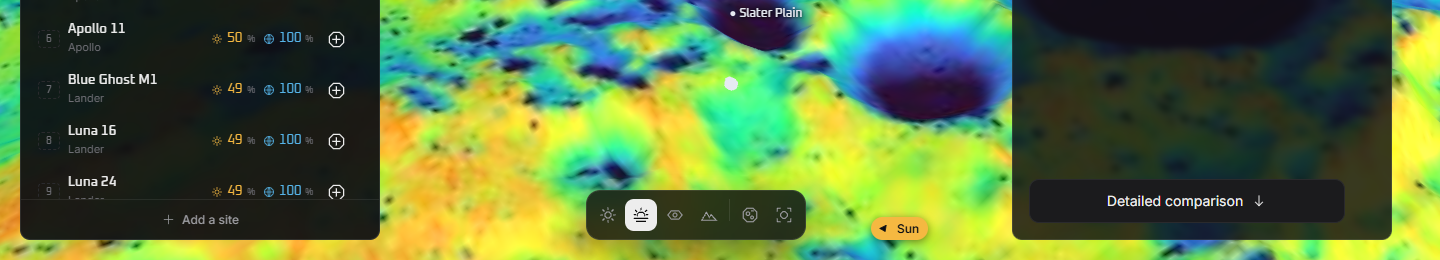 6
Apollo 11
Apollo
50 %
100 %
7
Blue Ghost M1
Lander
49 %
100 %
8
Luna 16
Lander
49 %
100 %
9
Luna 24
Lander
49 %
100 %
+ Add a site
Slater Plain
Sun
Detailed comparison ↓